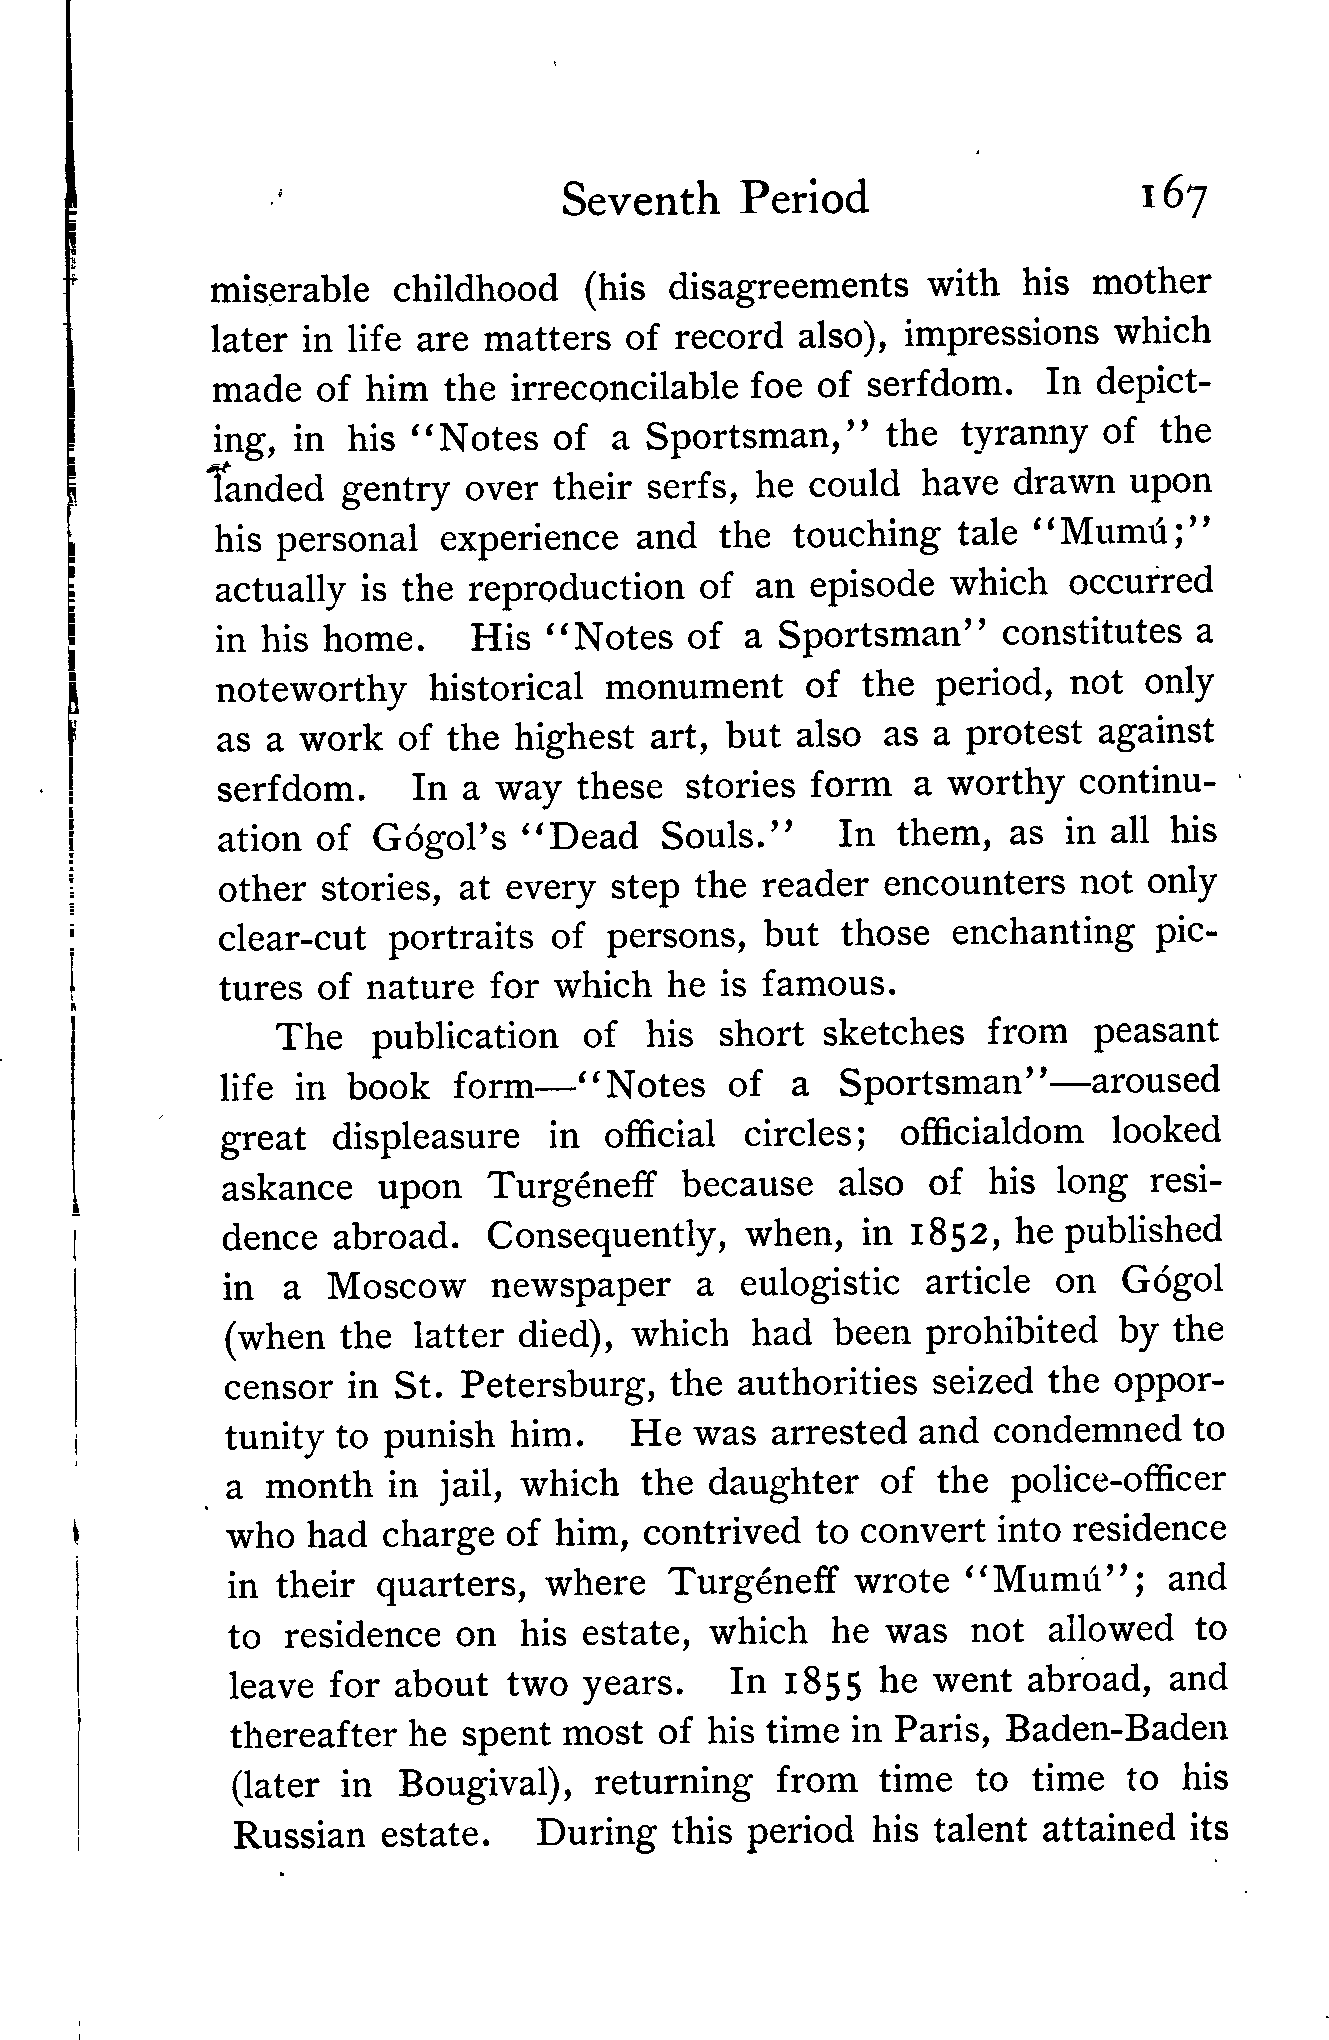 Seventh Period 167
miserable childhood (his disagreements with his mother
later in life are matters of record also), impressions which
made of him the irreconcilable foe of serfdom. In depict-
ing, in his “Notes of a Sportsman,” the tyranny of the
landed gentry over their serfs, he could have drawn upon
his personal experience and the touching tale “Mumú;”
actually is the reproduction of an episode which occurred
in his home. His “Notes of a Sportsman” constitutes a
noteworthy historical monument of the period, not only
as a work of the highest art, but also as a protest against
serfdom. In a way these stories form a worthy continu-
ation of Gógol’s “Dead Souls.” In them, as in all his
other stories, at every step the reader encounters not only
clear-cut portraits of persons, but those enchanting pic-
tures of nature for which he is famous.
The publication of his short sketches from peasant
life in book form—“Notes of a Sportsman”—aroused
great displeasure in official circles; officialdom looked
askance upon Turgéneff because also of his long resi-
dence abroad. Consequently, when, in 1852, he published
in a Moscow newspaper a eulogistic article on Gógol
(when the latter died), which had been prohibited by the
censor in St. Petersburg, the authorities seized the oppor-
tunity to punish him. He was arrested and condemned to
a month in jail, which the daughter of the police-officer
who had charge of him, contrived to convert into residence
in their quarters, where Turgéneff wrote “Mumú”; and
to residence on his estate, which he was not allowed to
leave for about two years. In 1855 he went abroad, and
thereafter he spent most of his time in Paris, Baden-Baden
(later in Bougival), returning from time to time to his
Russian estate. During this period his talent attained its